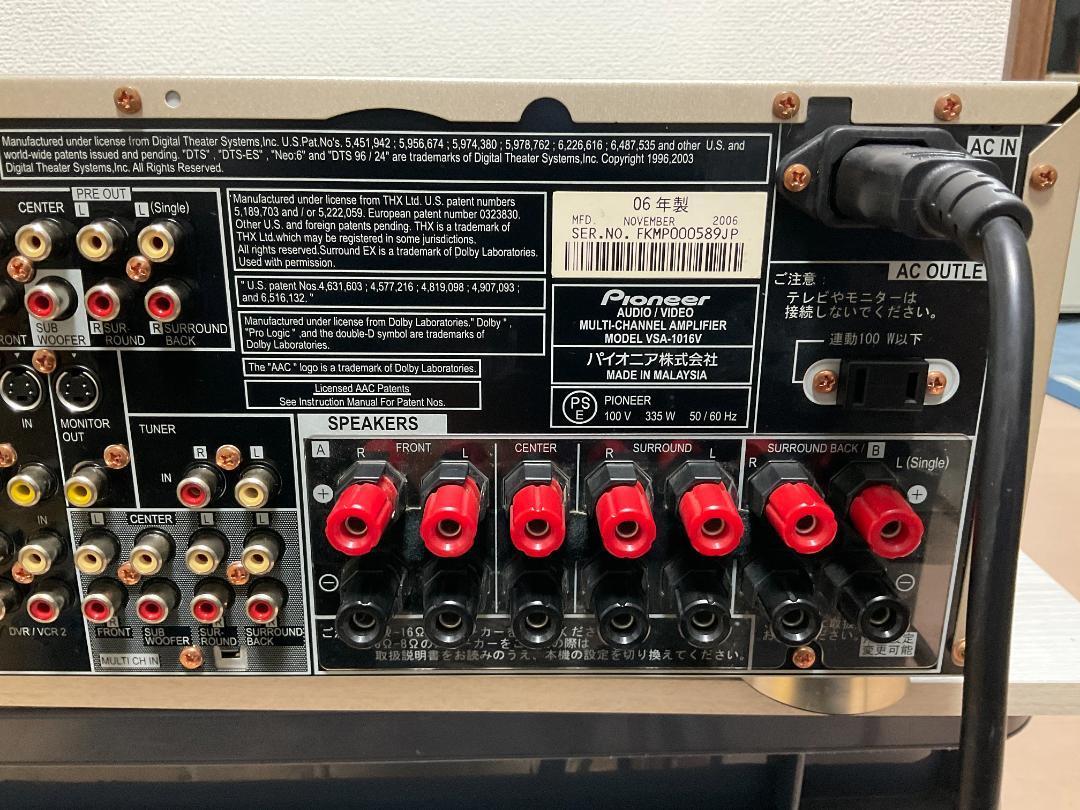 Manufactured under license from Digital Theater Systems,Inc. U.S.Pat.No's. 5,451,942 ; 5,956,674 ; 5,974,380 ; 5,978,762 ; 6,226,616 ; 6,487,535 and other U.S. and
world-wide patents issued and pending. "DTS" , "DTS-ES" , "Neo:6" and "DTS 96 / 24" are trademarks of Digital Theater Systems,Inc. Copyright 1996,2003
Digital Theater Systems,Inc. All Rights Reserved.
AC IN
PRE OUT
CENTER L L (Single)
SUB WOOFER
R SUR-ROUND
R SURROUND BACK
Manufactured under license from THX Ltd. U.S. patent numbers
5,189,703 and / or 5,222,059. European patent number 0323830.
Other U.S. and foreign patents pending. THX is a trademark of
THX Ltd.which may be registered in some jurisdictions.
All rights reserved.Surround EX is a trademark of Dolby Laboratories.
Used with permission.
" U.S. patent Nos.4,631,603 ; 4,577,216 ; 4,819,098 ; 4,907,093 ;
and 6,516,132. "
Manufactured under license from Dolby Laboratories." Dolby " ,
"Pro Logic " ,and the double-D symbol are trademarks of
Dolby Laboratories.
The "AAC" logo is a trademark of Dolby Laboratories.
Licensed AAC Patents
See Instruction Manual For Patent Nos.
06 年製
MFD. NOVEMBER 2006
SER.NO. FKMP000589JP
Pioneer
AUDIO / VIDEO
MULTI-CHANNEL AMPLIFIER
MODEL VSA-1016V
パイオニア株式会社
MADE IN MALAYSIA
PS E
PIONEER
100 V 335 W 50 / 60 Hz
AC OUTLE
ご注意 :
テレビやモニターは
接続しないでください。
連動100 W以下
IN
MONITOR OUT
TUNER
R L
IN
IN
DVR / VCR 2
L CENTER L L
R FRONT
SUB WOOFER
R SUR-ROUND
R SURROUND BACK
MULTI CH IN
SPEAKERS
A R FRONT L
CENTER
R SURROUND L
SURROUND BACK / B
R L (Single)
+ +
− −
取扱説明書をお読みのうえ、本機の設定を切り換えてください。
変更可能